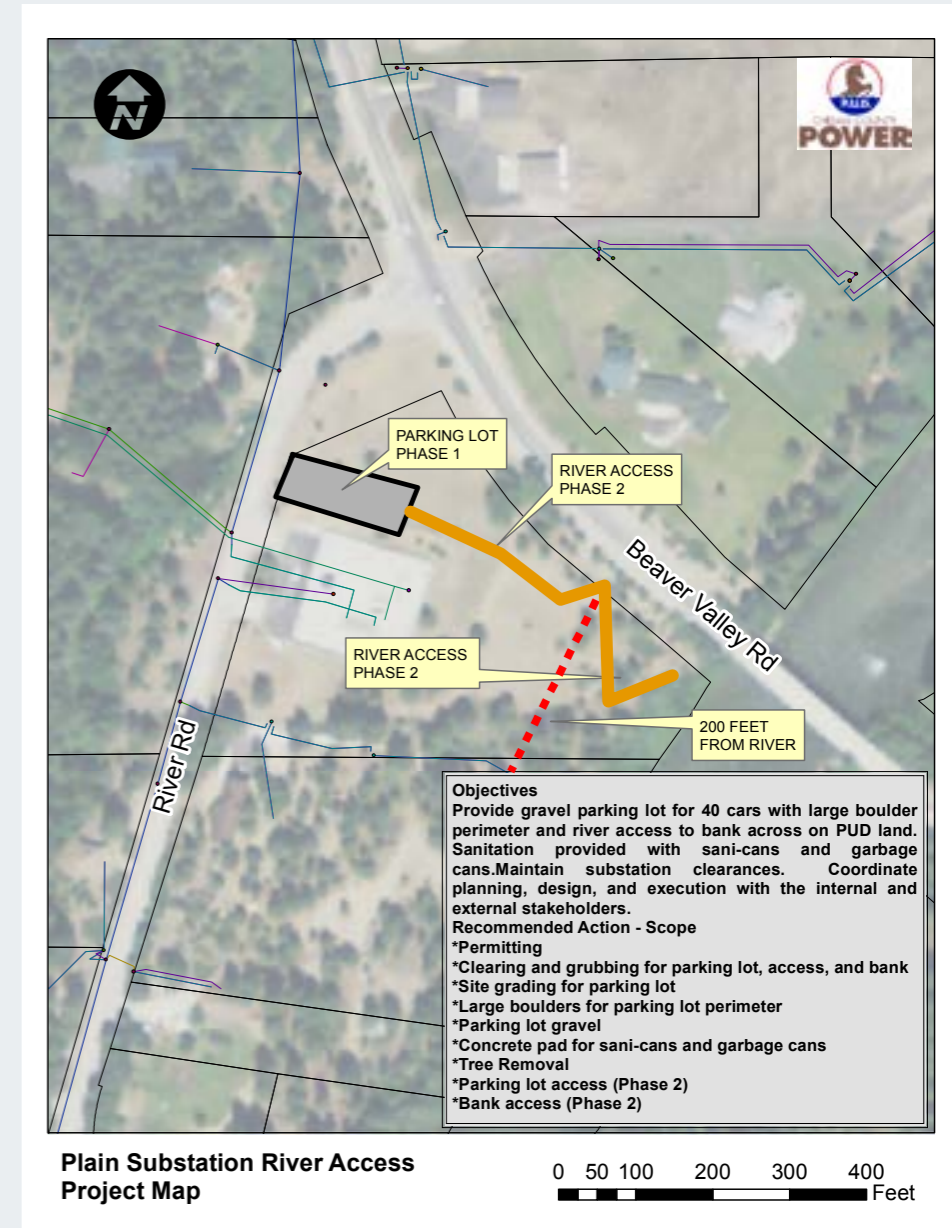 N
P.U.D.
CHELAN COUNTY
POWER
PARKING LOT
PHASE 1
RIVER ACCESS
PHASE 2
Beaver Valley Rd
RIVER ACCESS
PHASE 2
200 FEET
FROM RIVER
River Rd
Objectives
Provide gravel parking lot for 40 cars with large boulder
perimeter and river access to bank across on PUD land.
Sanitation provided with sani-cans and garbage
cans.Maintain substation clearances. Coordinate
planning, design, and execution with the internal and
external stakeholders.
Recommended Action - Scope
*Permitting
*Clearing and grubbing for parking lot, access, and bank
*Site grading for parking lot
*Large boulders for parking lot perimeter
*Parking lot gravel
*Concrete pad for sani-cans and garbage cans
*Tree Removal
*Parking lot access (Phase 2)
*Bank access (Phase 2)
Plain Substation River Access
Project Map
0 50 100 200 300 400
Feet